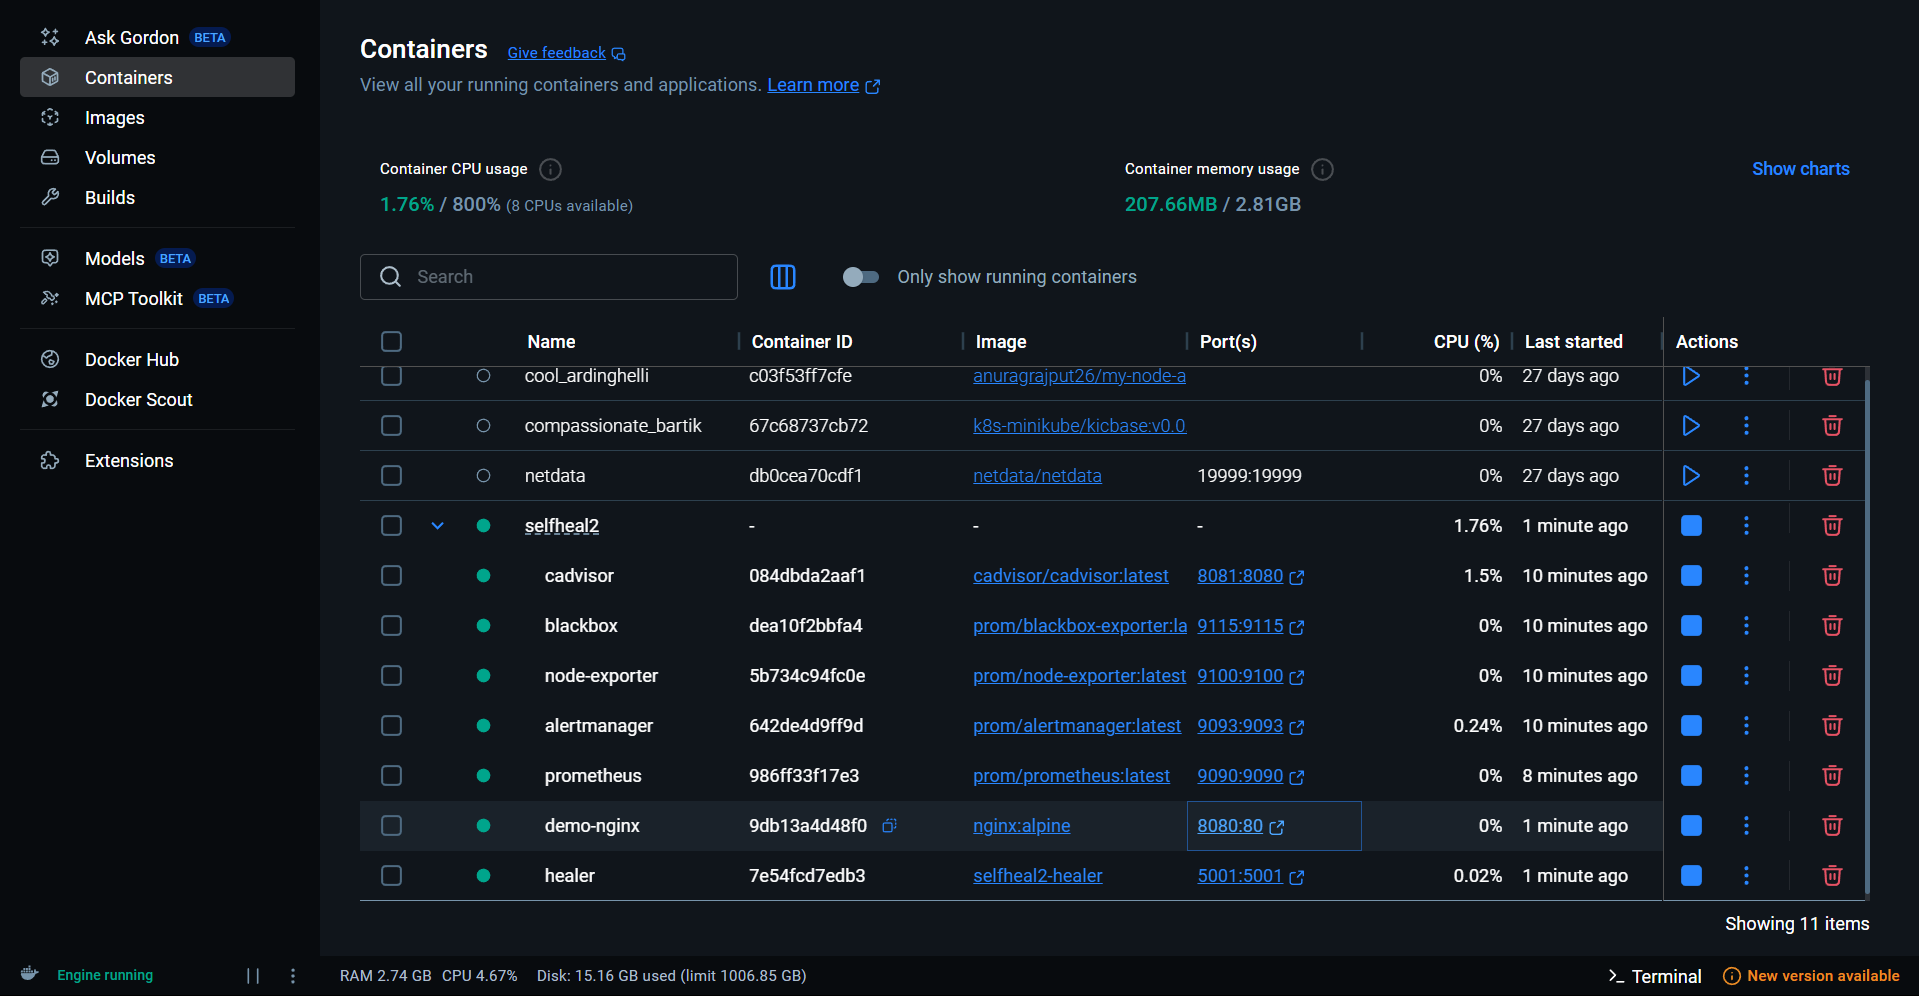 Ask Gordon BETA
Containers
Images
Volumes
Builds
Models BETA
MCP Toolkit BETA
Docker Hub
Docker Scout
Extensions
Containers Give feedback
View all your running containers and applications. Learn more
Container CPU usage
1.76% / 800% (8 CPUs available)
Container memory usage
207.66MB / 2.81GB
Show charts
Search
Only show running containers
Name Container ID Image Port(s) CPU (%) Last started Actions
cool_ardinghelli c03f53ff7cfe anuragrajput26/my-node-a 0% 27 days ago
compassionate_bartik 67c68737cb72 k8s-minikube/kicbase:v0.0. 0% 27 days ago
netdata db0cea70cdf1 netdata/netdata 19999:19999 0% 27 days ago
selfheal2 - - - 1.76% 1 minute ago
cadvisor 084dbda2aaf1 cadvisor/cadvisor:latest 8081:8080 1.5% 10 minutes ago
blackbox dea10f2bbfa4 prom/blackbox-exporter:la 9115:9115 0% 10 minutes ago
node-exporter 5b734c94fc0e prom/node-exporter:latest 9100:9100 0% 10 minutes ago
alertmanager 642de4d9ff9d prom/alertmanager:latest 9093:9093 0.24% 10 minutes ago
prometheus 986ff33f17e3 prom/prometheus:latest 9090:9090 0% 8 minutes ago
demo-nginx 9db13a4d48f0 nginx:alpine 8080:80 0% 1 minute ago
healer 7e54fcd7edb3 selfheal2-healer 5001:5001 0.02% 1 minute ago
Showing 11 items
Engine running
RAM 2.74 GB CPU 4.67% Disk: 15.16 GB used (limit 1006.85 GB)
Terminal
New version available